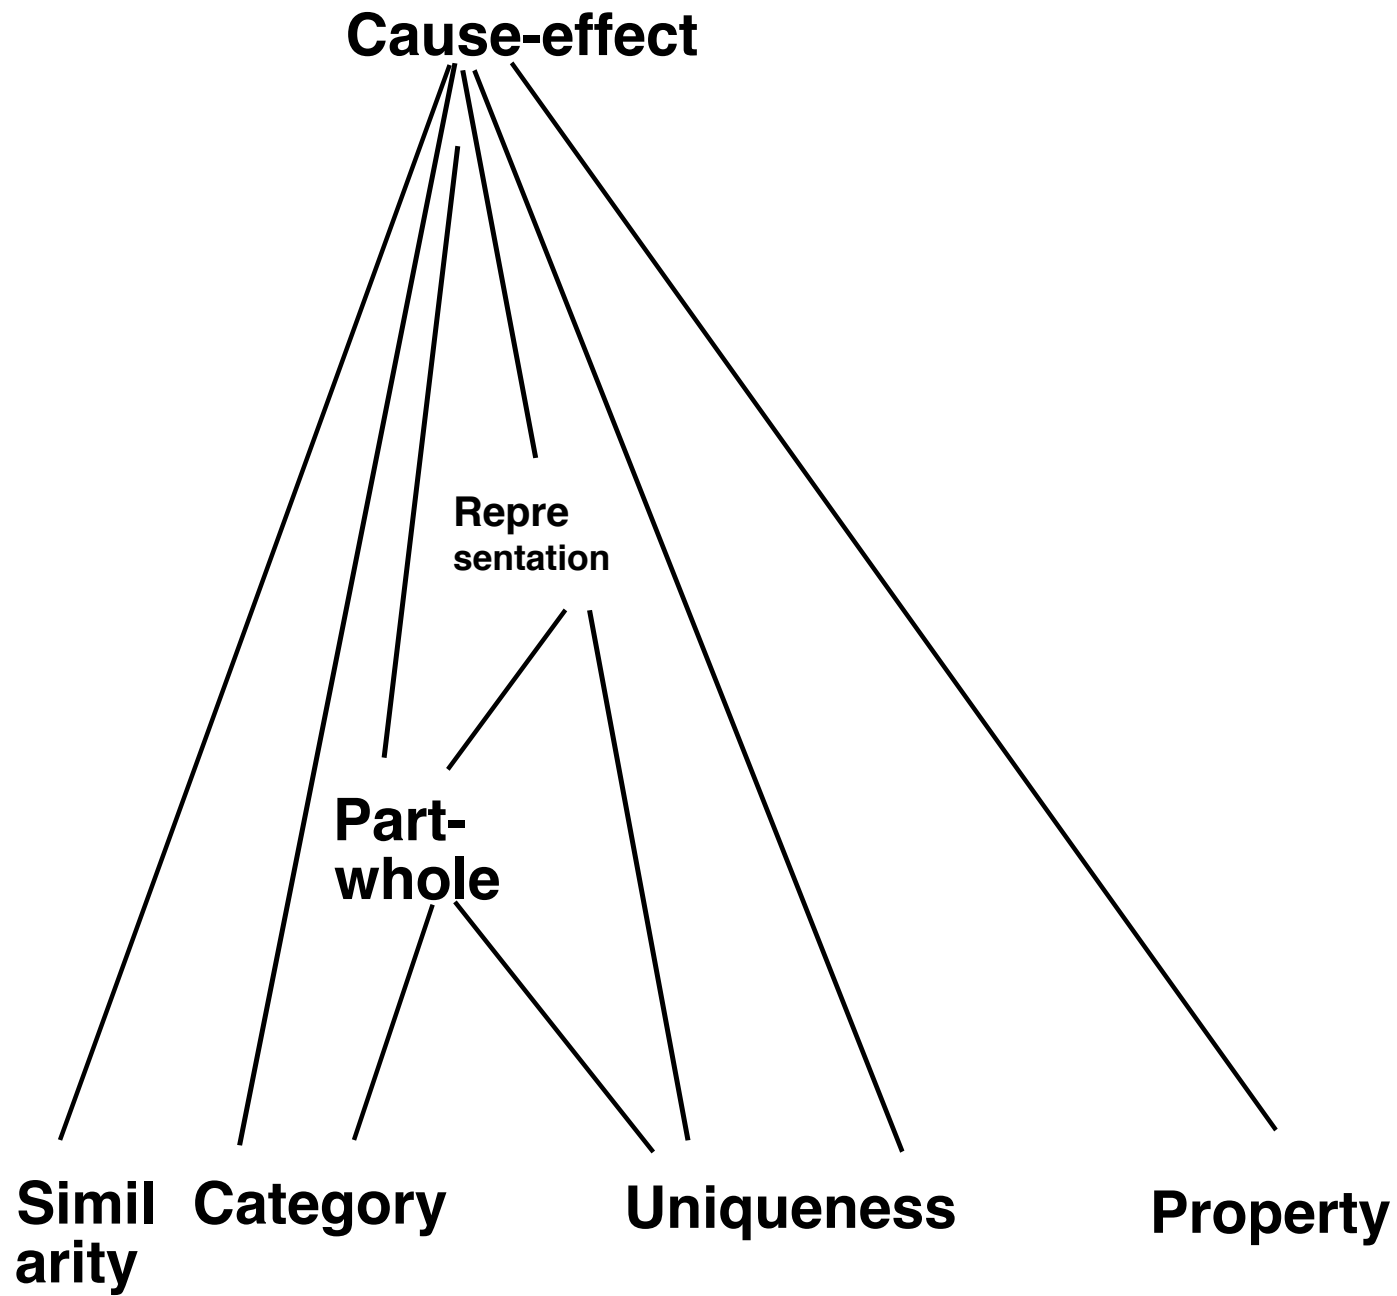 Cause-effect
Repre
sentation
Part-
whole
Simil
arity
Category
Uniqueness
Property